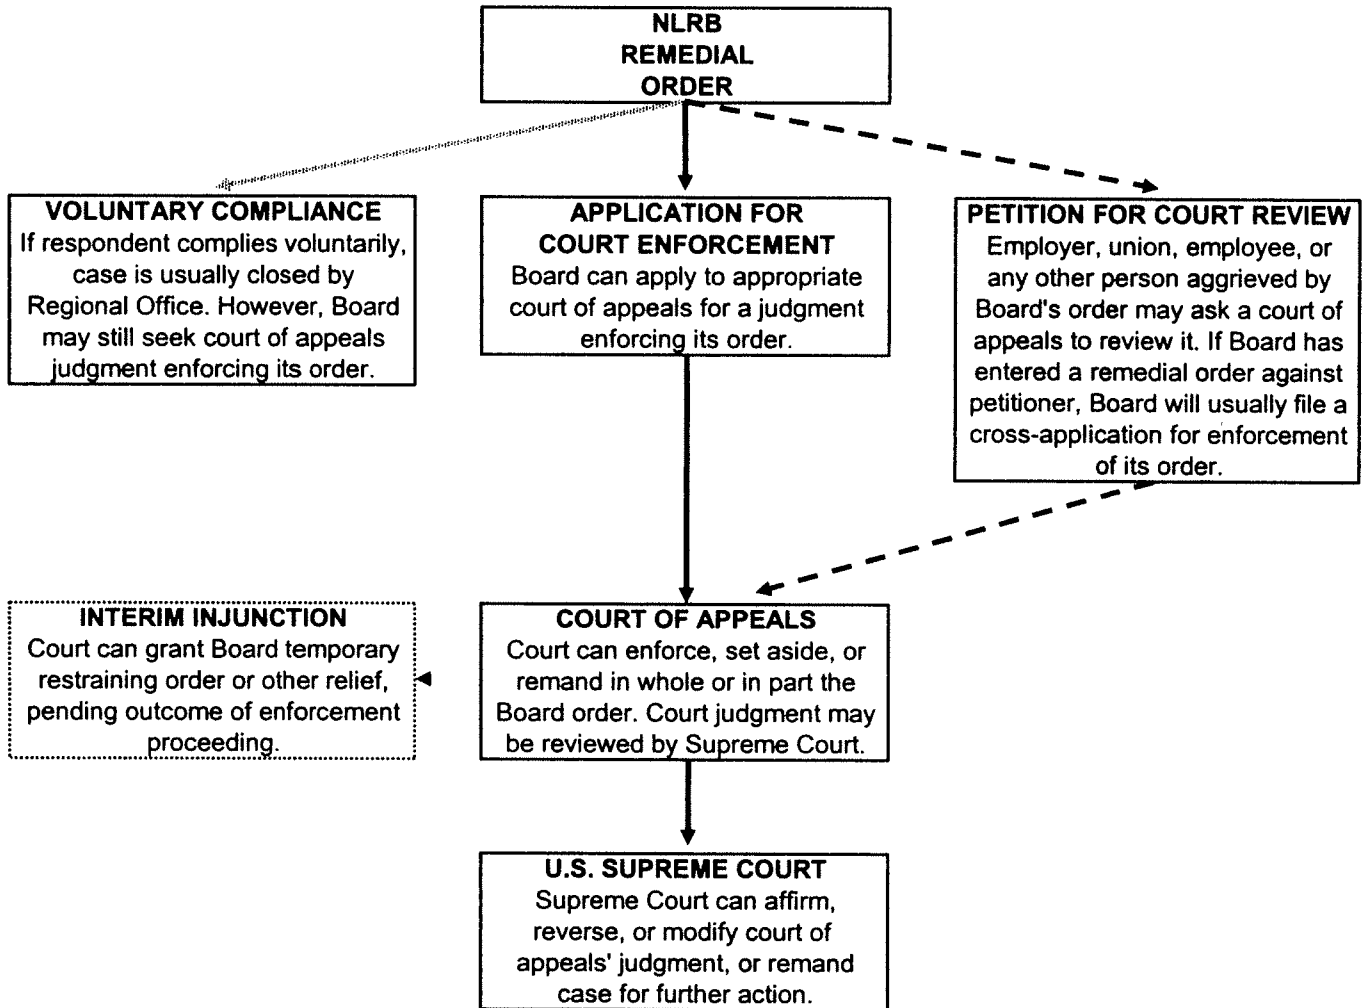 NLRB
REMEDIAL
ORDER
VOLUNTARY COMPLIANCE
If respondent complies voluntarily,
case is usually closed by
Regional Office. However, Board
may still seek court of appeals
judgment enforcing its order.
APPLICATION FOR
COURT ENFORCEMENT
Board can apply to appropriate
court of appeals for a judgment
enforcing its order.
PETITION FOR COURT REVIEW
Employer, union, employee, or
any other person aggrieved by
Board's order may ask a court of
appeals to review it. If Board has
entered a remedial order against
petitioner, Board will usually file a
cross-application for enforcement
of its order.
INTERIM INJUNCTION
Court can grant Board temporary
restraining order or other relief,
pending outcome of enforcement
proceeding.
COURT OF APPEALS
Court can enforce, set aside, or
remand in whole or in part the
Board order. Court judgment may
be reviewed by Supreme Court.
U.S. SUPREME COURT
Supreme Court can affirm,
reverse, or modify court of
appeals' judgment, or remand
case for further action.